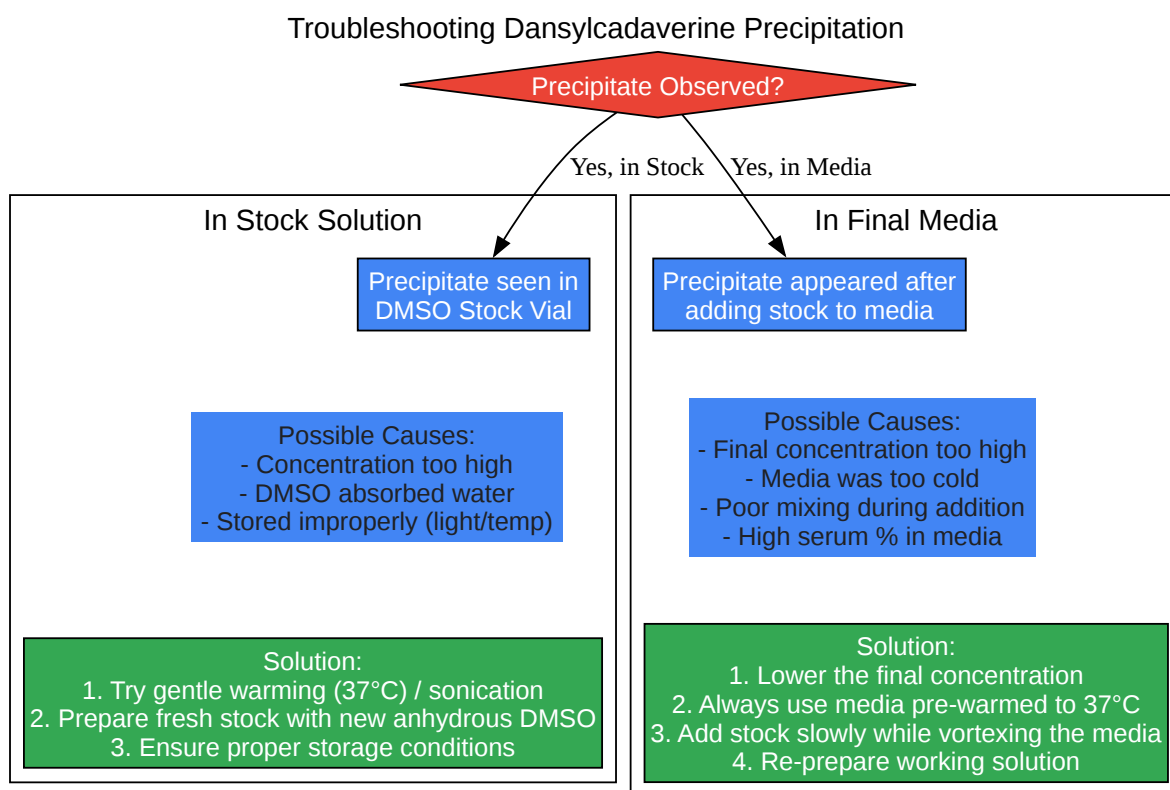 Troubleshooting Dansylcadaverine Precipitation
Precipitate Observed?
Yes, in Stock
Yes, in Media
In Stock Solution
Precipitate seen in
DMSO Stock Vial
Possible Causes:
- Concentration too high
- DMSO absorbed water
- Stored improperly (light/temp)
Solution:
1. Try gentle warming (37°C) / sonication
2. Prepare fresh stock with new anhydrous DMSO
3. Ensure proper storage conditions
In Final Media
Precipitate appeared after
adding stock to media
Possible Causes:
- Final concentration too high
- Media was too cold
- Poor mixing during addition
- High serum % in media
Solution:
1. Lower the final concentration
2. Always use media pre-warmed to 37°C
3. Add stock slowly while vortexing the media
4. Re-prepare working solution